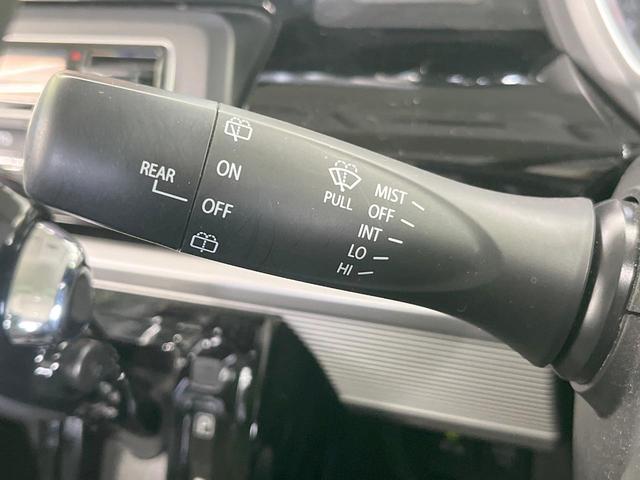 REAR
ON
OFF
PULL
MIST
OFF
INT
LO
HI